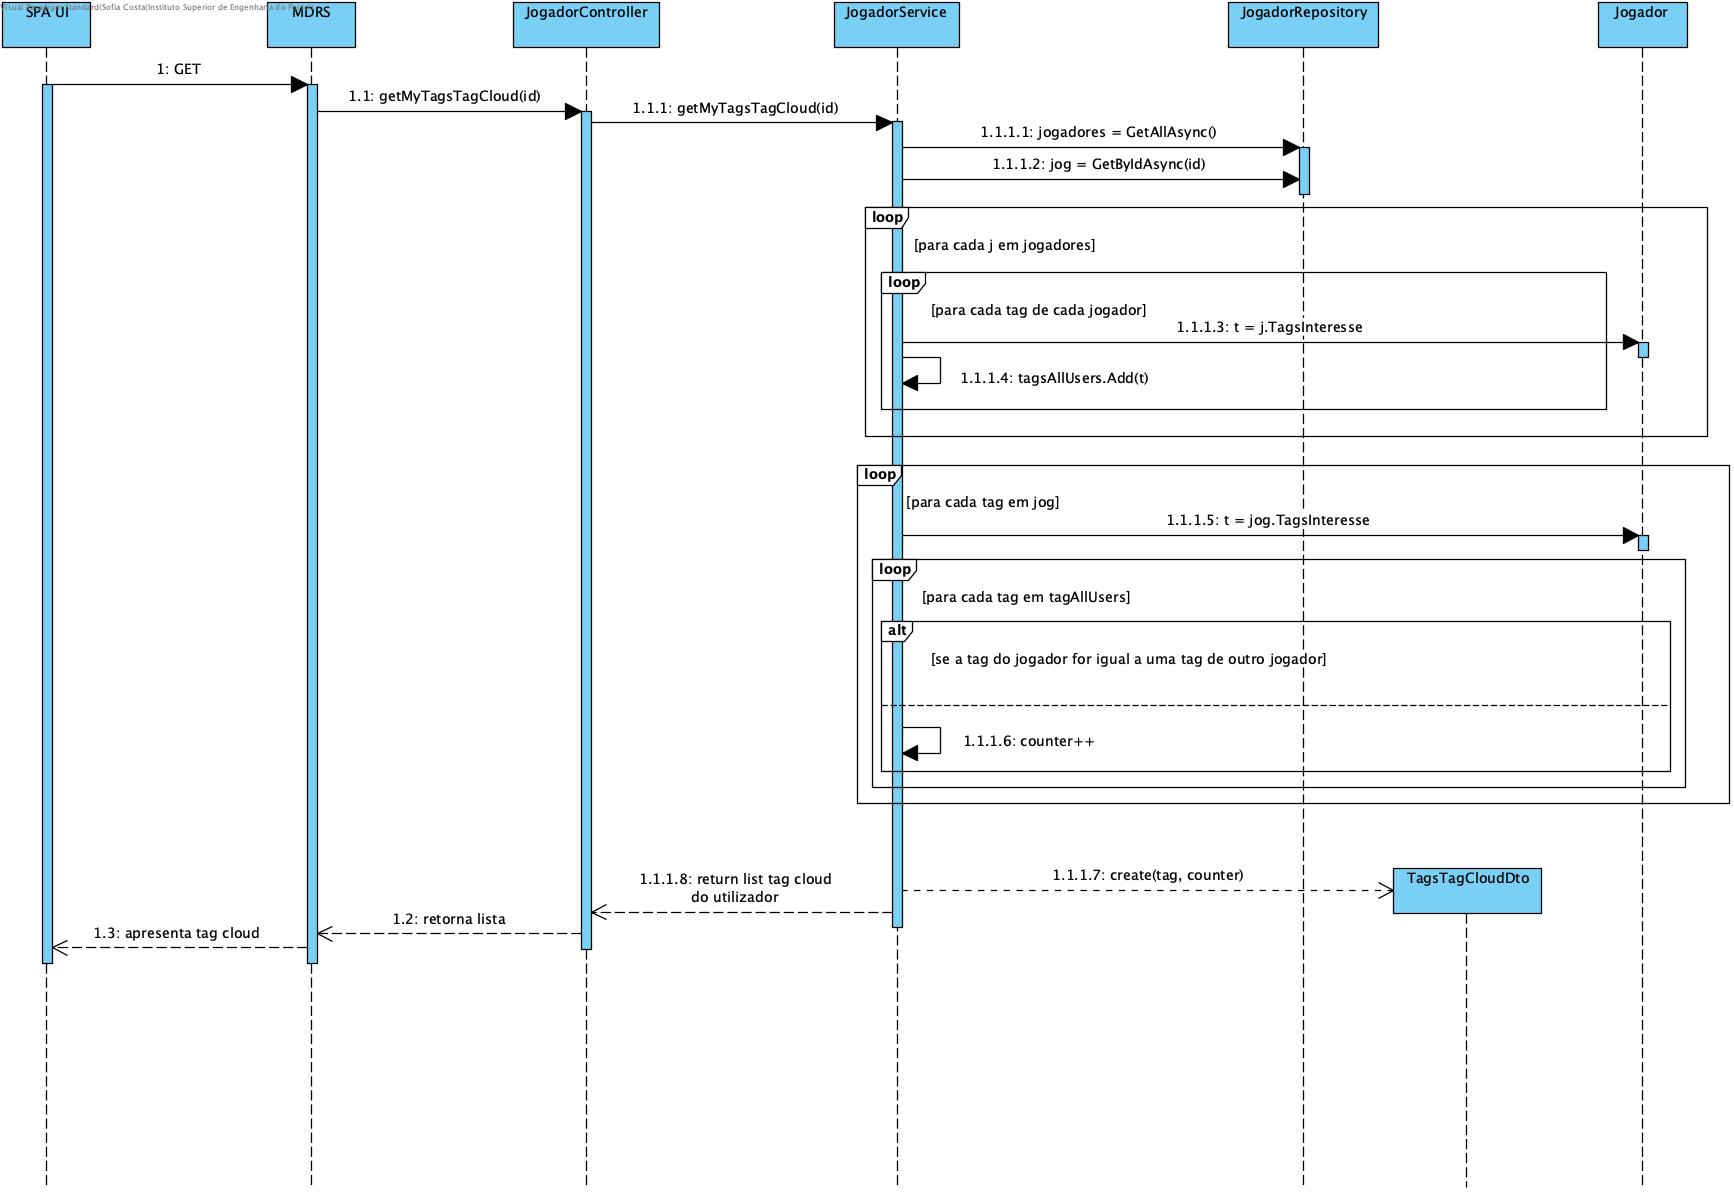 Visual Paradigm Standard(Sofia Costa(Instituto Superior de Engenharia do Porto))
SPA UI
MDRS
JogadorController
JogadorService
JogadorRepository
Jogador
1: GET
1.1: getMyTagsTagCloud(id)
1.1.1: getMyTagsTagCloud(id)
1.1.1.1: jogadores = GetAllAsync()
1.1.1.2: jog = GetByIdAsync(id)
loop
[para cada j em jogadores]
loop
[para cada tag de cada jogador]
1.1.1.3: t = j.TagsInteresse
1.1.1.4: tagsAllUsers.Add(t)
loop
[para cada tag em jog]
1.1.1.5: t = jog.TagsInteresse
loop
[para cada tag em tagAllUsers]
alt
[se a tag do jogador for igual a uma tag de outro jogador]
1.1.1.6: counter++
1.1.1.7: create(tag, counter)
TagsTagCloudDto
1.1.1.8: return list tag cloud
do utilizador
1.2: retorna lista
1.3: apresenta tag cloud